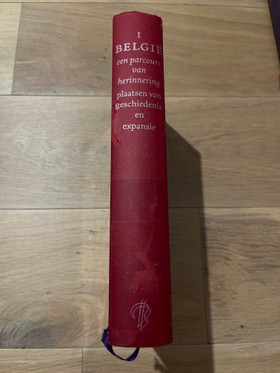 I
BELGIË
een parcours
van
herinnering
plaatsen van
geschiedenis
en
expansie